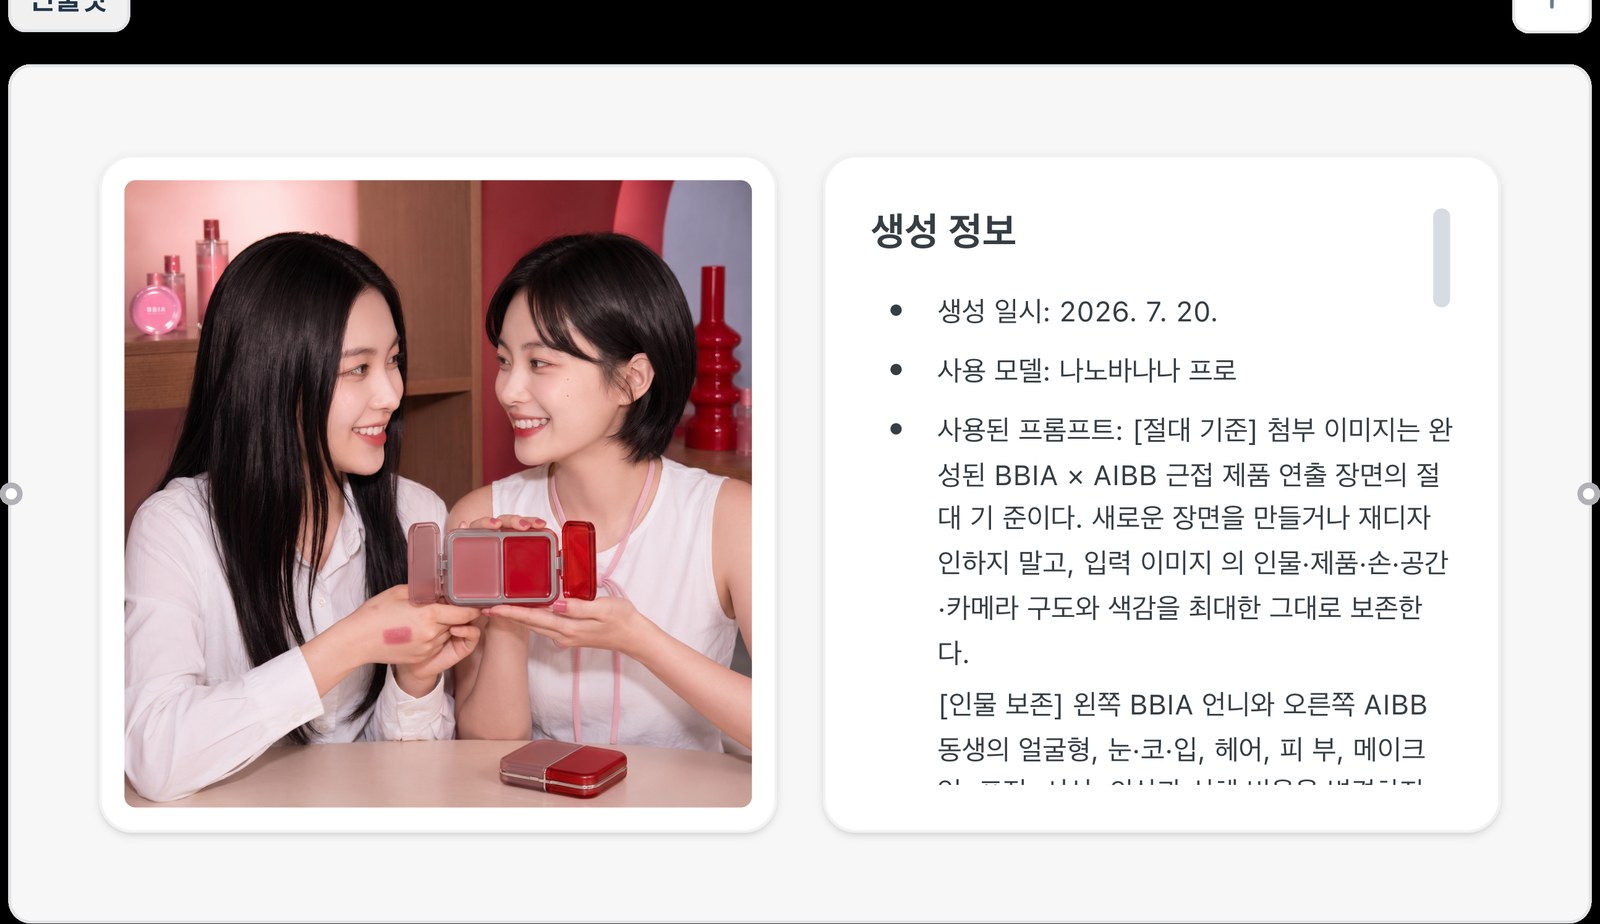 BBIA
생성 정보
생성 일시: 2026. 7. 20.
사용 모델: 나노바나나 프로
사용된 프롬프트: [절대 기준] 첨부 이미지는 완
성된 BBIA × AIBB 근접 제품 연출 장면의 절
대 기 준이다. 새로운 장면을 만들거나 재디자
인하지 말고, 입력 이미지 의 인물·제품·손·공간
·카메라 구도와 색감을 최대한 그대로 보존한
다.
[인물 보존] 왼쪽 BBIA 언니와 오른쪽 AIBB
동생의 얼굴형, 눈·코·입, 헤어, 피 부, 메이크